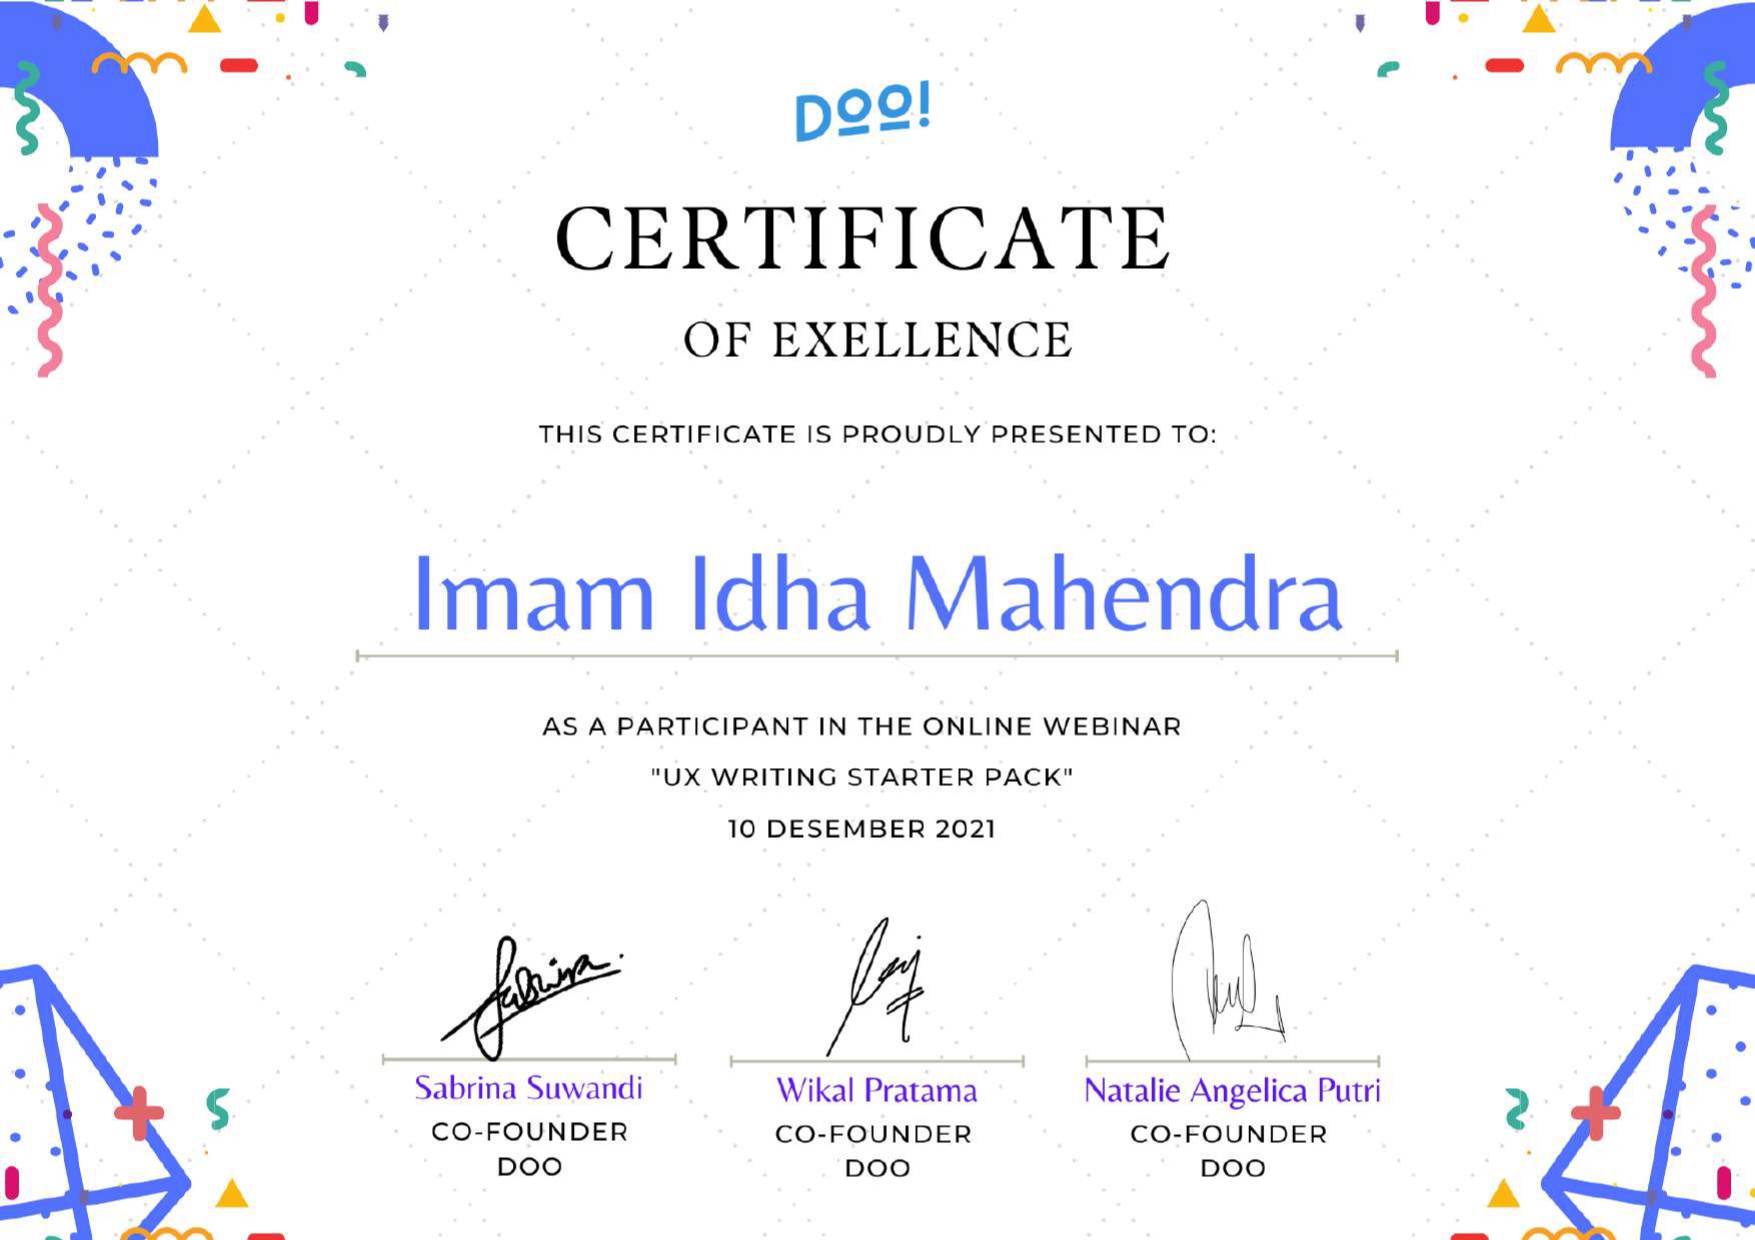 Doo!
CERTIFICATE
OF EXELLENCE
THIS CERTIFICATE IS PROUDLY PRESENTED TO:
Imam Idha Mahendra
AS A PARTICIPANT IN THE ONLINE WEBINAR
"UX WRITING STARTER PACK"
10 DESEMBER 2021
Sabrina
Sabrina Suwandi
CO-FOUNDER
DOO
Wikal Pratama
CO-FOUNDER
DOO
Natalie Angelica Putri
CO-FOUNDER
DOO